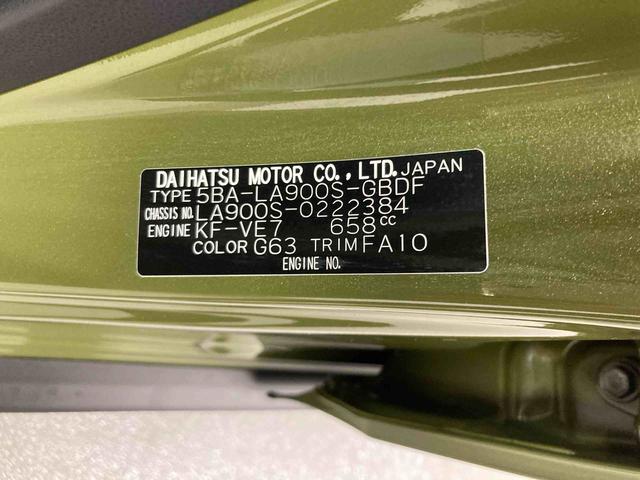 DAIHATSU MOTOR CO., LTD. JAPAN
TYPE 5BA-LA900S-GBDF
CHASSIS NO. LA900S-0222384
ENGINE KF-VE7 658cc
COLOR G63 TRIM FA10
ENGINE NO.